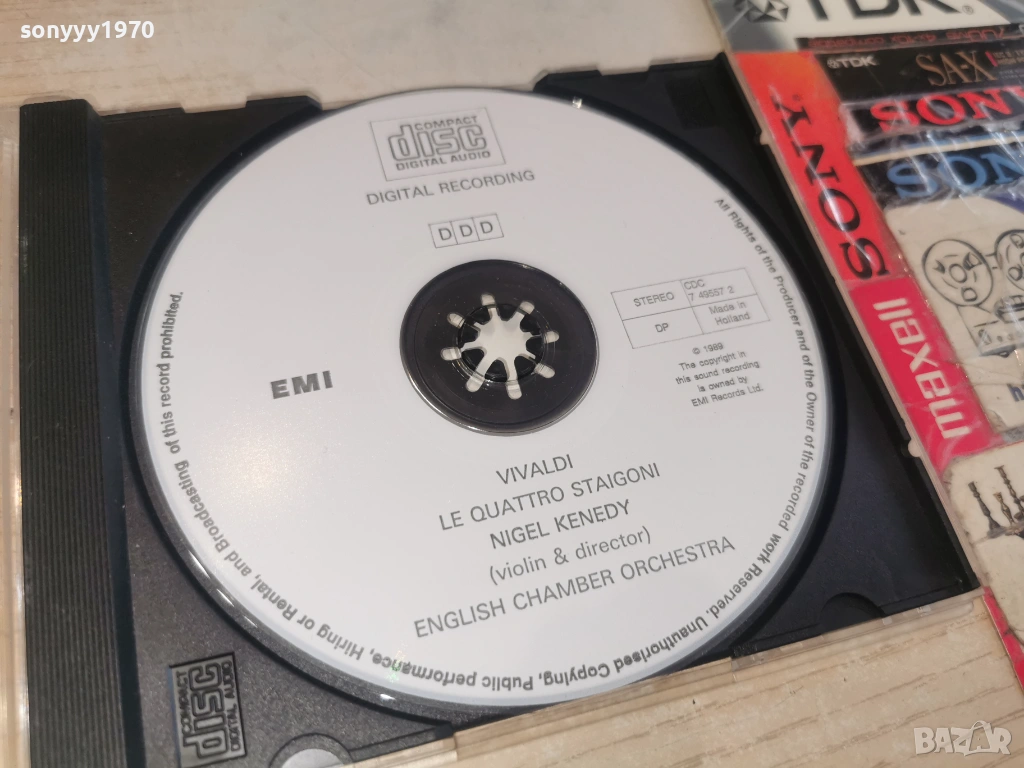 sonyyy1970
COMPACT
disc
DIGITAL AUDIO
DIGITAL RECORDING
D D D
STEREO
CDC
7 49557 2
DP
Made in
Holland
© 1989
The copyright in
this sound recording
is owned by
EMI Records Ltd.
EMI
VIVALDI
LE QUATTRO STAIGONI
NIGEL KENEDY
(violin & director)
ENGLISH CHAMBER ORCHESTRA
All Rights of the Producer and of the Owner of the recorded work Reserved. Unauthorised Copying, Public performance, Hiring or Rental, and Broadcasting of this record prohibited.
COMPACT
disc
DIGITAL AUDIO
TDK
TDK
SA-X
SONY
SON
SONY
maxell
BAZAR